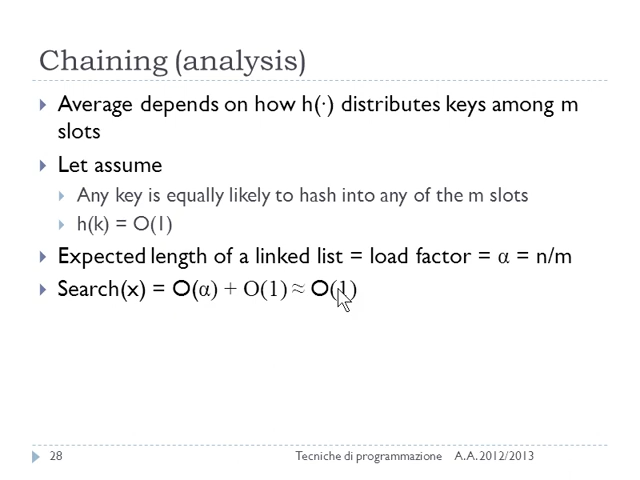 Chaining (analysis)
Average depends on how h(·) distributes keys among m
slots
Let assume
Any key is equally likely to hash into any of the m slots
h(k) = O(1)
Expected length of a linked list = load factor = α = n/m
Search(x) = O(α) + O(1) ≈ O(1)
28 Tecniche di programmazione A.A. 2012/2013